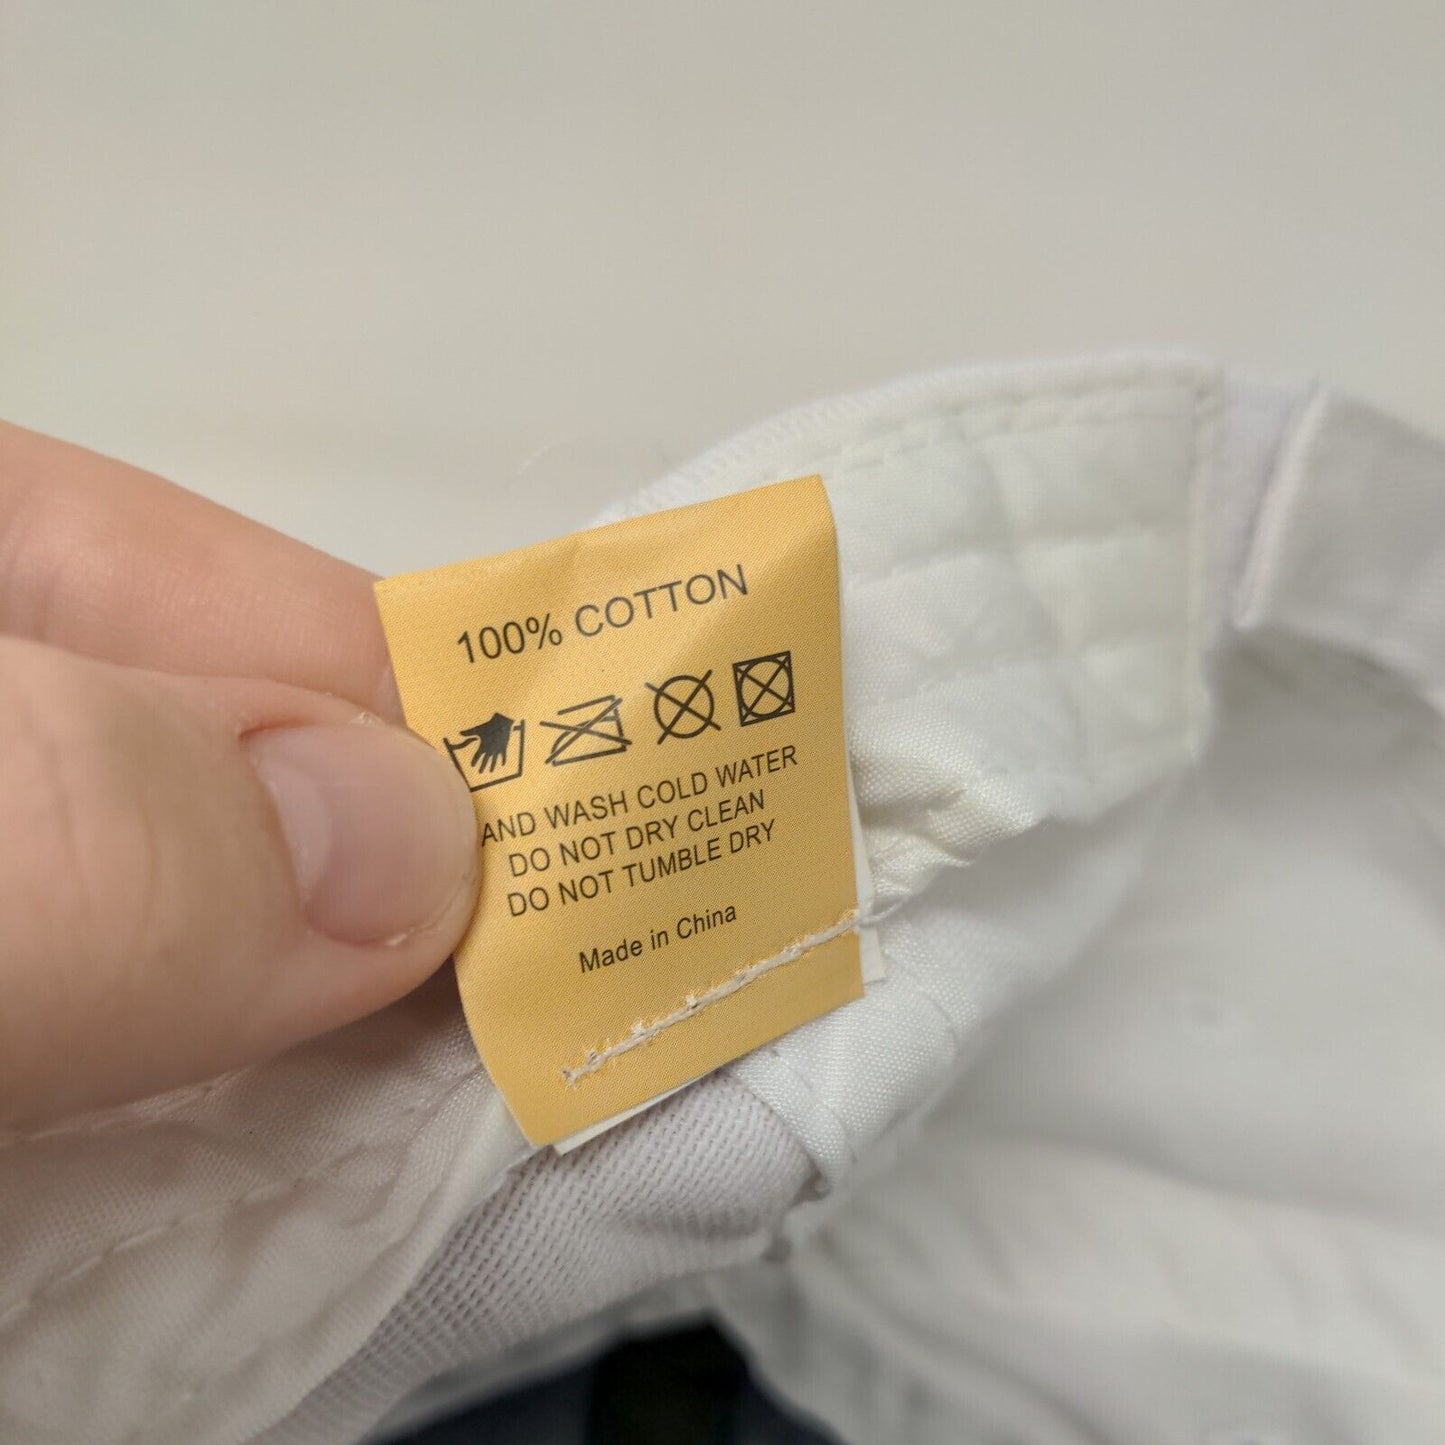 100% COTTON
AND WASH COLD WATER
DO NOT DRY CLEAN
DO NOT TUMBLE DRY
Made in China